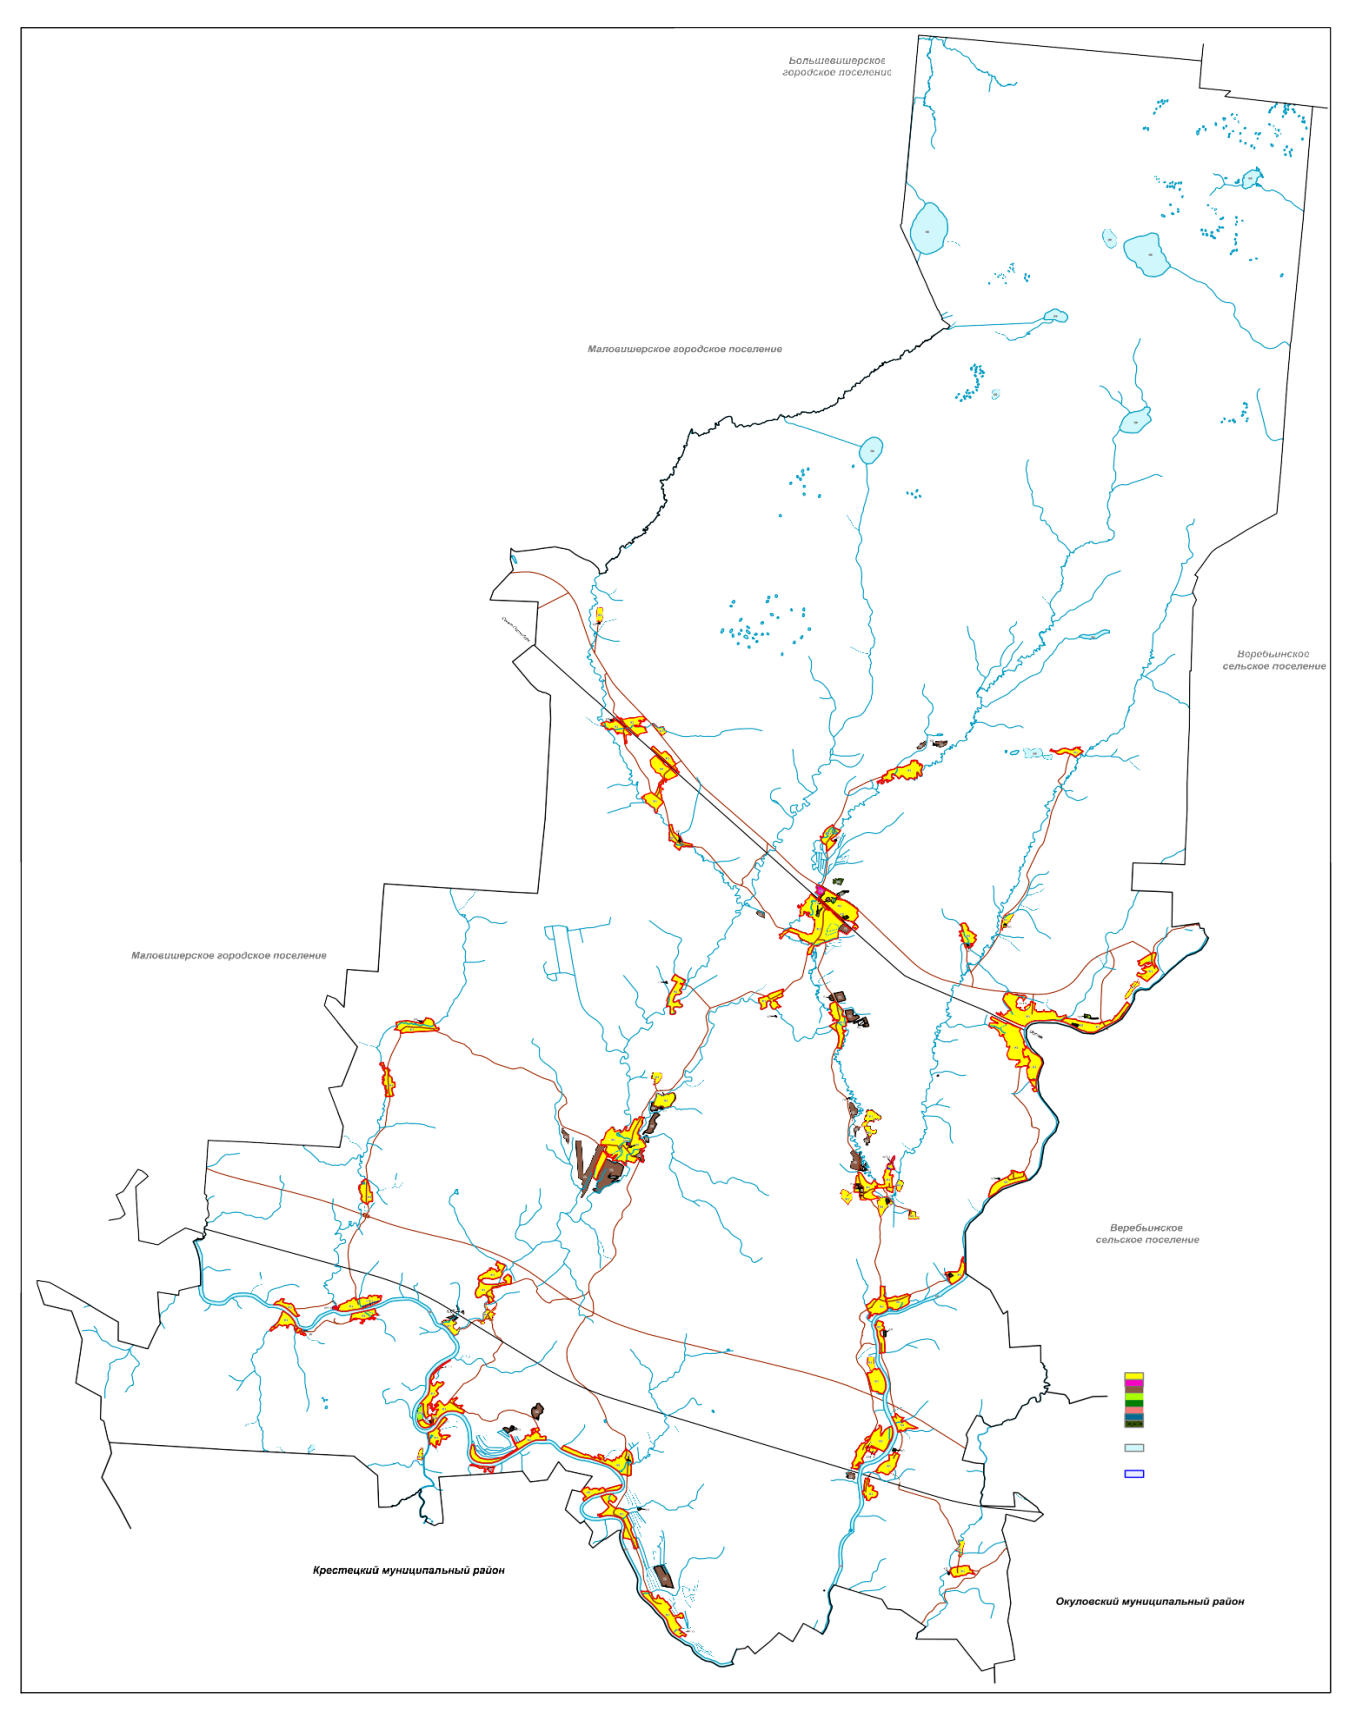 Большевишерское
городское поселение
Маловишерское городское поселение
Веребьинское
сельское поселение
Маловишерское городское поселение
Веребьинское
сельское поселение
Крестецкий муниципальный район
Окуловский муниципальный район